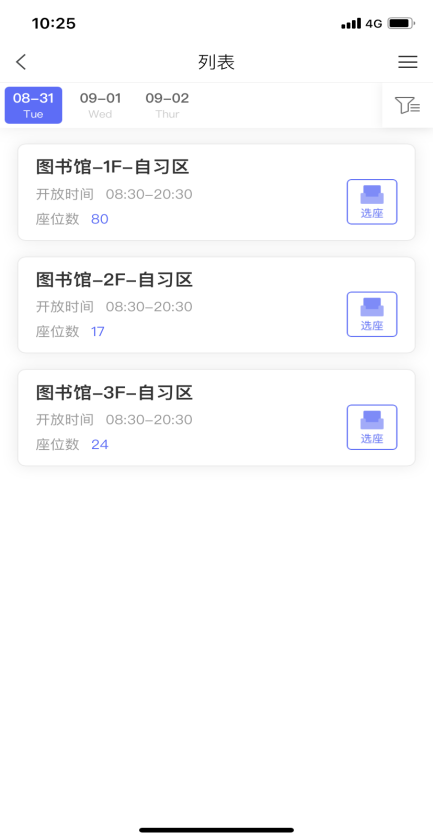 10:25
4G
列表
08-31
09-01
09-02
Tue
Wed
Thur
图书馆-1F-自习区
开放时间 08:30-20:30
座位数 80
选座
图书馆-2F-自习区
开放时间 08:30-20:30
座位数 17
选座
图书馆-3F-自习区
开放时间 08:30-20:30
座位数 24
选座